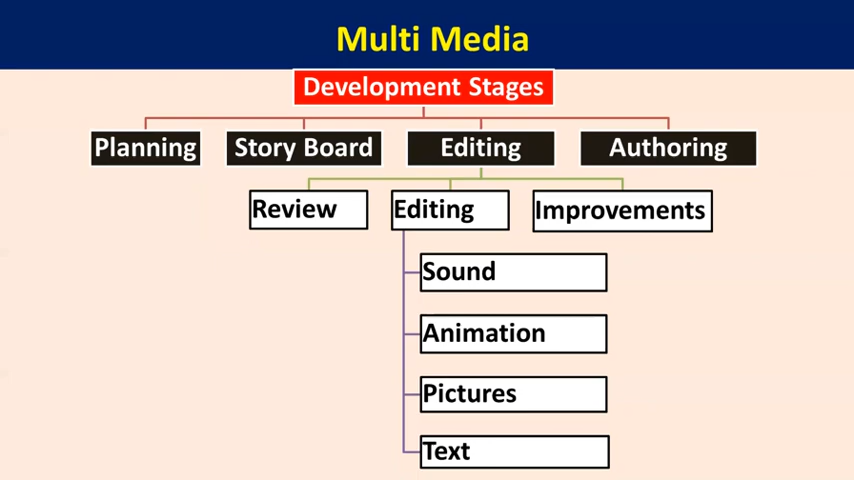 Multi Media
Development Stages
Planning
Story Board
Editing
Authoring
Review
Editing
Improvements
Sound
Animation
Pictures
Text